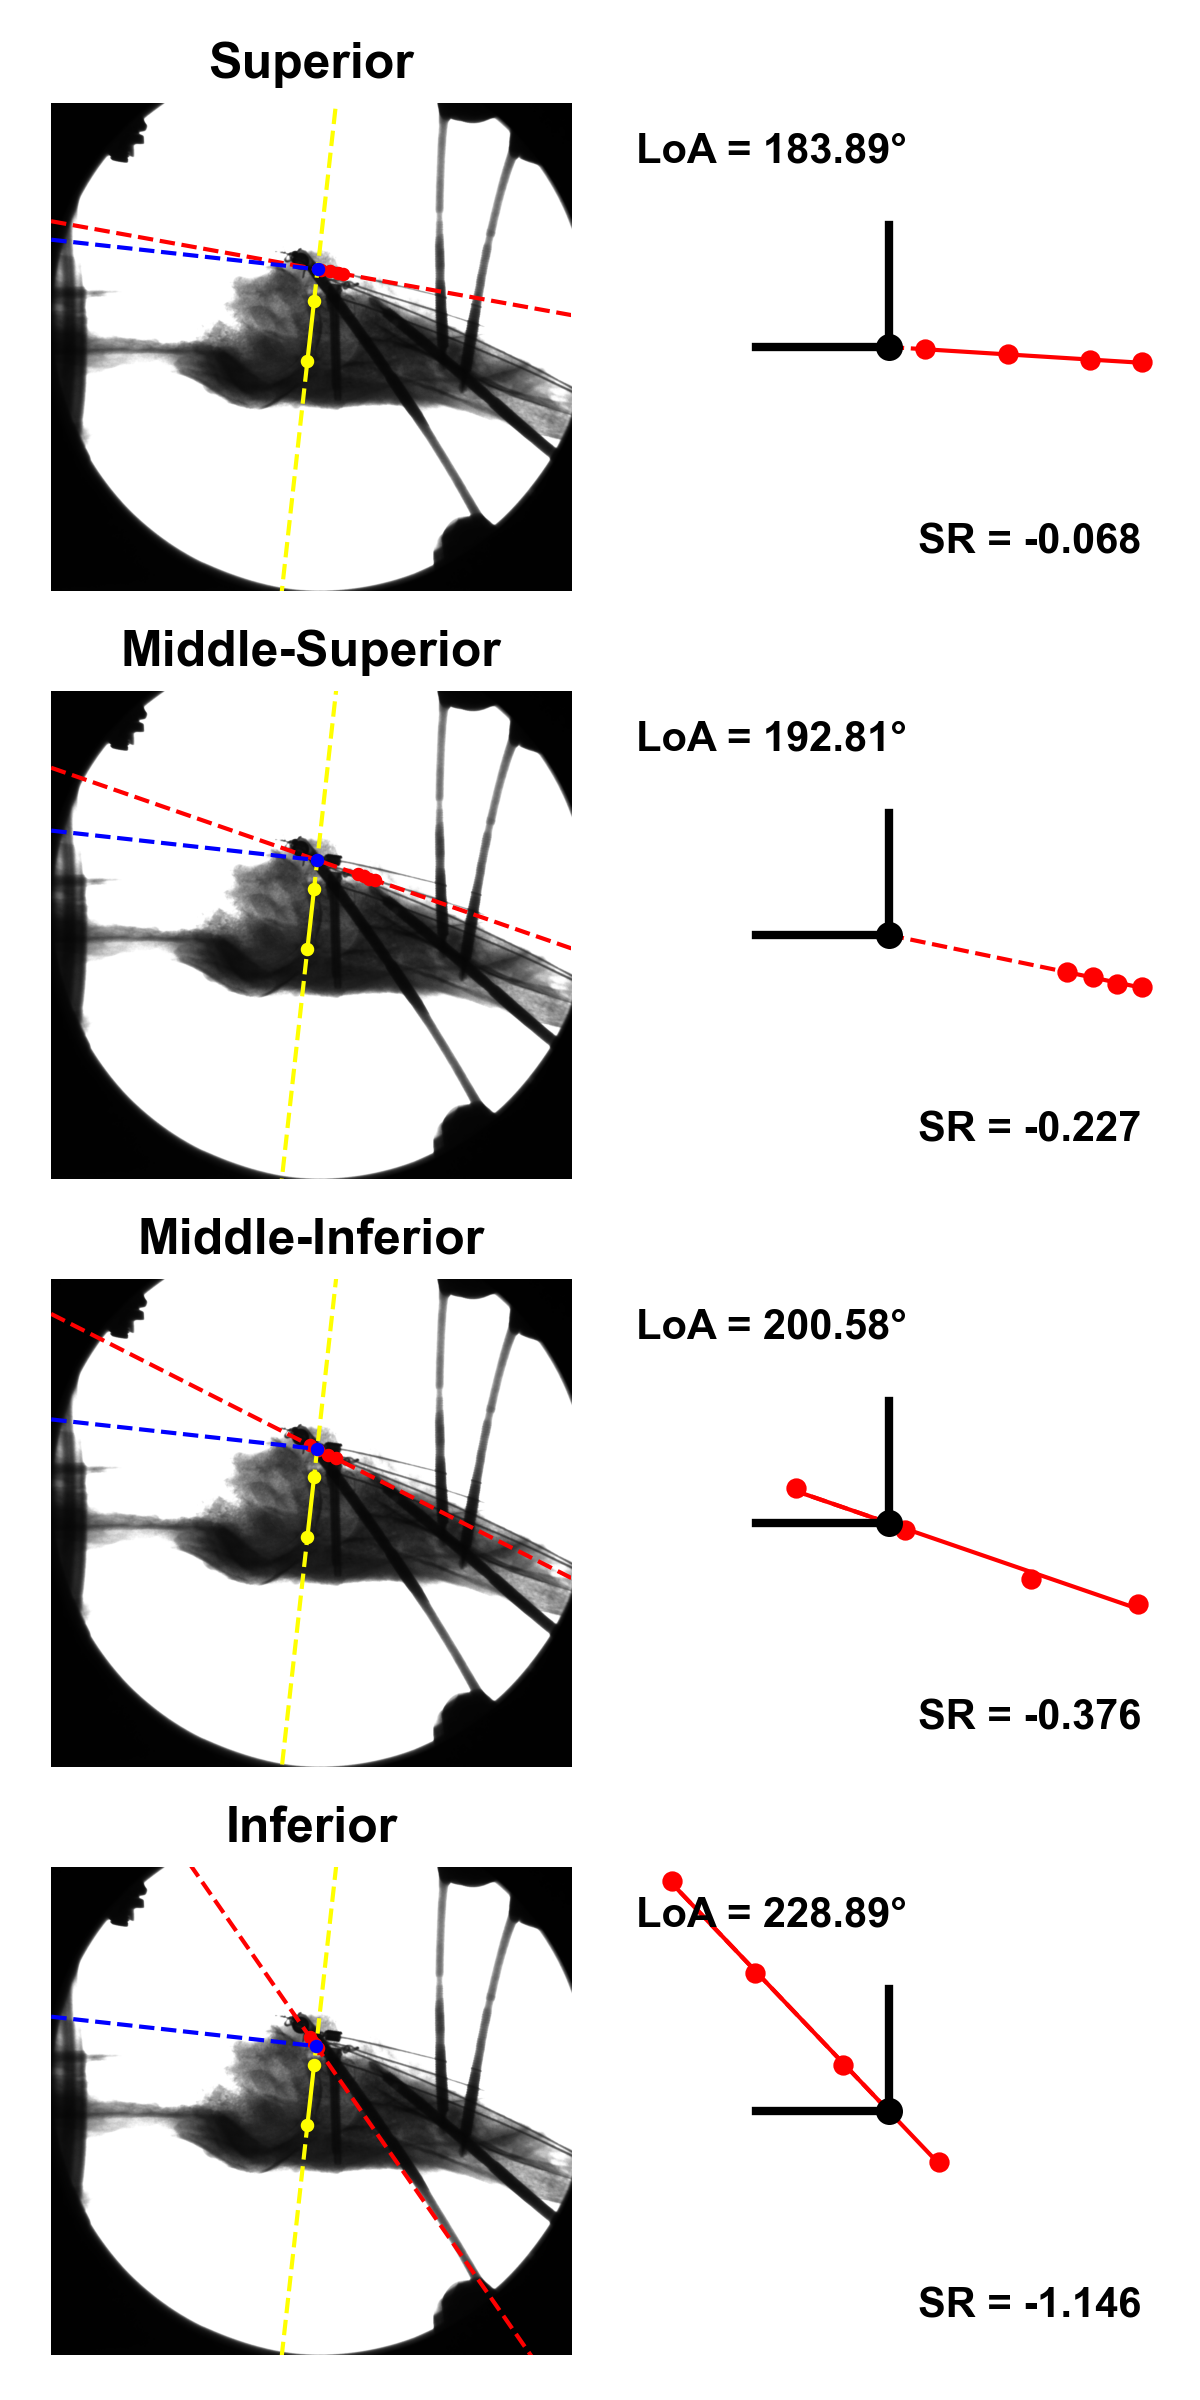 Superior
LoA = 183.89°
SR = -0.068
Middle-Superior
LoA = 192.81°
SR = -0.227
Middle-Inferior
LoA = 200.58°
SR = -0.376
Inferior
LoA = 228.89°
SR = -1.146